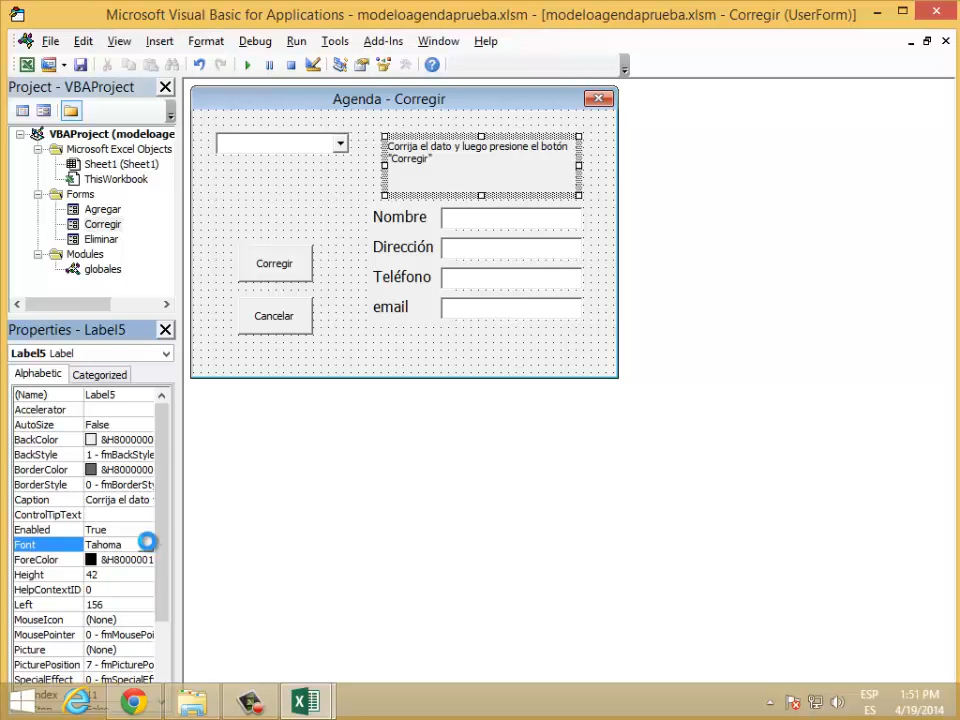 Microsoft Visual Basic for Applications - modeloagendaprueba.xlsm - [modeloagendaprueba.xlsm - Corregir (UserForm)]
File Edit View Insert Format Debug Run Tools Add-Ins Window Help
Project - VBAProject
VBAProject (modeloage
Microsoft Excel Objects
Sheet1 (Sheet1)
ThisWorkbook
Forms
Agregar
Corregir
Eliminar
Modules
globales
Agenda - Corregir
Corrija el dato y luego presione el botón
"Corregir"
Nombre
Dirección
Teléfono
email
Corregir
Cancelar
Properties - Label5
Label5 Label
Alphabetic Categorized
(Name) Label5
Accelerator
AutoSize False
BackColor &H8000000
BackStyle 1 - fmBackStyle
BorderColor &H8000000
BorderStyle 0 - fmBorderSt
Caption Corrija el dato
ControlTipText
Enabled True
Font Tahoma
ForeColor &H8000001
Height 42
HelpContextID 0
Left 156
MouseIcon (None)
MousePointer 0 - fmMousePoi
Picture (None)
PicturePosition 7 - fmPicturePo
SpecialEffect 0 - fmSpecialEff
ESP
ES
1:51 PM
4/19/2014